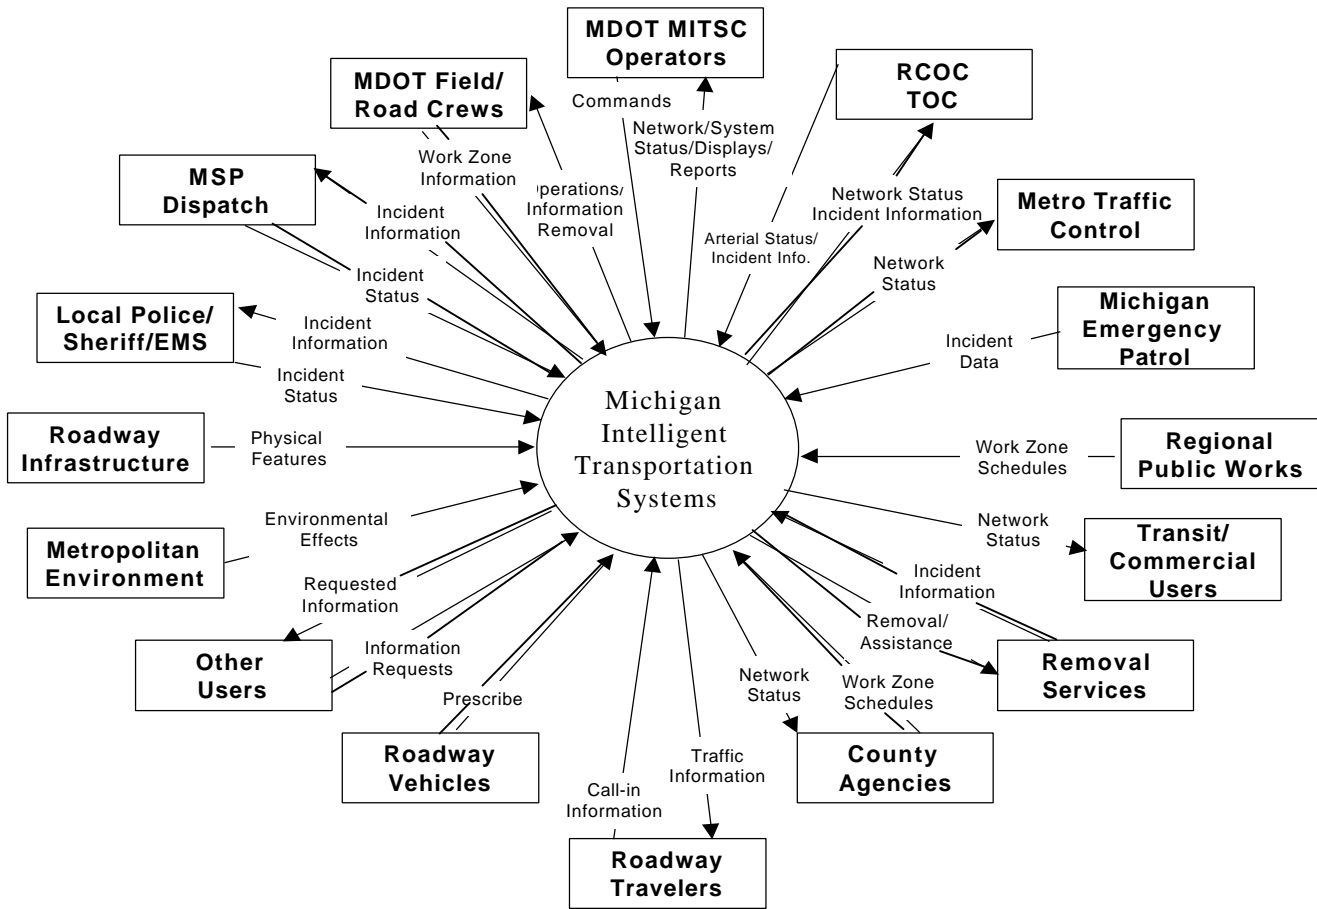 MDOT MITSC
Operators
RCOC
TOC
MDOT Field/
Road Crews
Commands
Network/System
Status/Displays/
Reports
Work Zone
Information
MSP
Dispatch
Operations/
Information
Removal
Network Status
Incident Information
Metro Traffic
Control
Incident
Information
Arterial Status/
Incident Info.
Network
Status
Incident
Status
Local Police/
Sheriff/EMS
Incident
Information
Michigan
Emergency
Patrol
Incident
Data
Incident
Status
Michigan
Intelligent
Transportation
Systems
Roadway
Infrastructure
Physical
Features
Work Zone
Schedules
Regional
Public Works
Environmental
Effects
Network
Status
Transit/
Commercial
Users
Metropolitan
Environment
Requested
Information
Incident
Information
Removal/
Assistance
Information
Requests
Other
Users
Removal
Services
Network
Status
Work Zone
Schedules
Prescribe
Roadway
Vehicles
County
Agencies
Traffic
Information
Call-in
Information
Roadway
Travelers